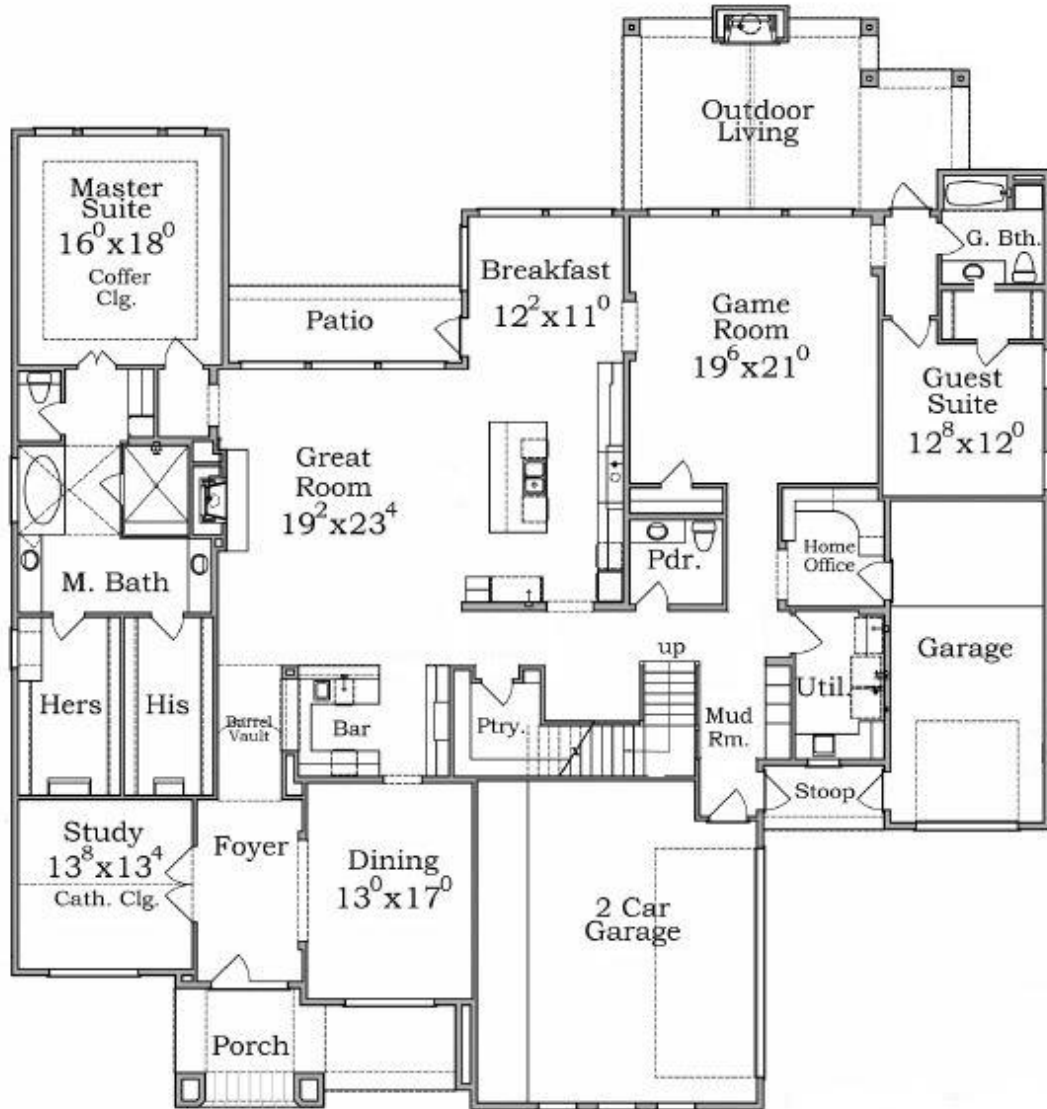 Outdoor
Living
Master
Suite
16⁰x18⁰
Coffer
Clg.
G. Bth.
Breakfast
12²x11⁰
Patio
Game
Room
19⁶x21⁰
Guest
Suite
12⁸x12⁰
Great
Room
19²x23⁴
Home
Office
Pdr.
M. Bath
up
Garage
Hers
His
Util.
Barrel
Vault
Bar
Ptry.
Mud
Rm.
Stoop
Study
13⁸x13⁴
Cath. Clg.
Foyer
Dining
13⁰x17⁰
2 Car
Garage
Porch